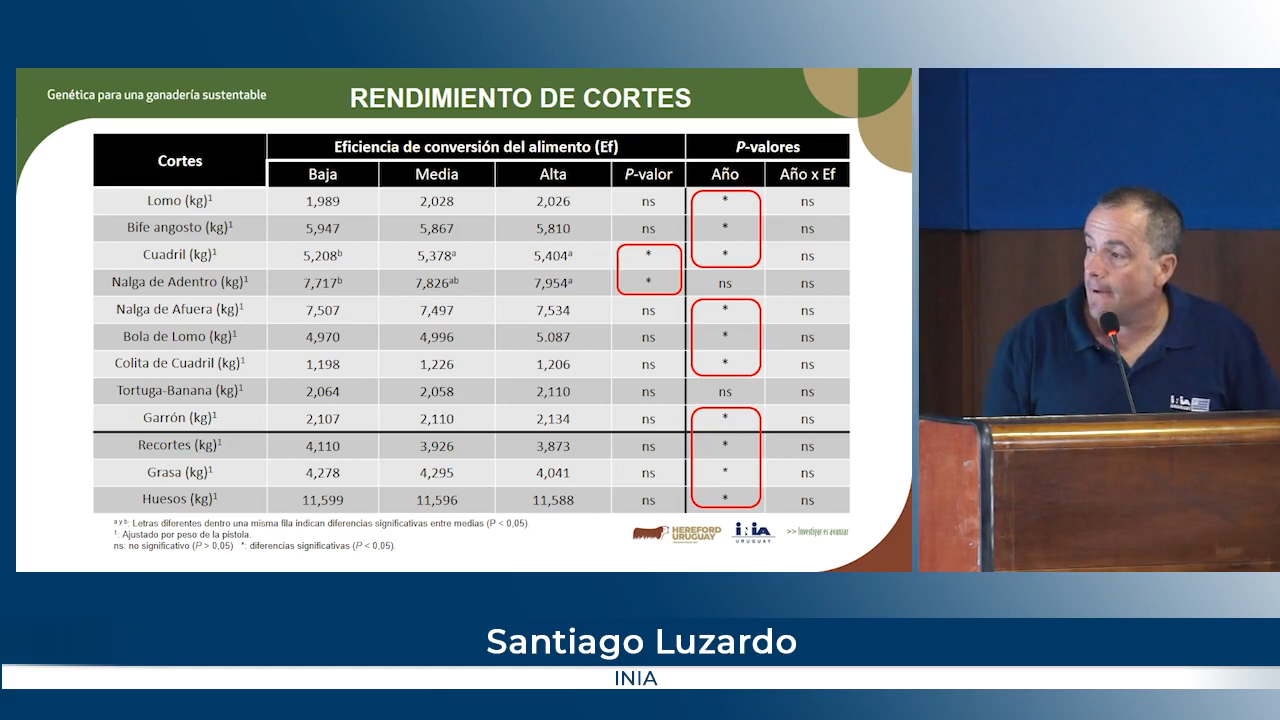 Genética para una ganadería sustentable
RENDIMIENTO DE CORTES
Cortes
Eficiencia de conversión del alimento (Ef)
P-valores
Baja Media Alta P-valor Año Año x Ef
Lomo (kg)¹ 1,989 2,028 2,026 ns * ns
Bife angosto (kg)¹ 5,947 5,867 5,810 ns * ns
Cuadril (kg)¹ 5,208ᵇ 5,378ᵃ 5,404ᵃ * * ns
Nalga de Adentro (kg)¹ 7,717ᵇ 7,826ᵃᵇ 7,954ᵃ * ns ns
Nalga de Afuera (kg)¹ 7,507 7,497 7,534 ns * ns
Bola de Lomo (kg)¹ 4,970 4,996 5.087 ns * ns
Colita de Cuadril (kg)¹ 1,198 1,226 1,206 ns * ns
Tortuga-Banana (kg)¹ 2,064 2,058 2,110 ns ns ns
Garrón (kg)¹ 2,107 2,110 2,134 ns * ns
Recortes (kg)¹ 4,110 3,926 3,873 ns * ns
Grasa (kg)¹ 4,278 4,295 4,041 ns * ns
Huesos (kg)¹ 11,599 11,596 11,588 ns * ns
ᵃ ʸ ᵇ: Letras diferentes dentro una misma fila indican diferencias significativas entre medias (P < 0,05).
¹: Ajustado por peso de la pistola.
ns: no significativo (P > 0,05) *: diferencias significativas (P < 0,05).
HEREFORD
URUGUAY
INIA
URUGUAY
>> Investigar es avanzar
INIA
URUGUAY
Santiago Luzardo
INIA